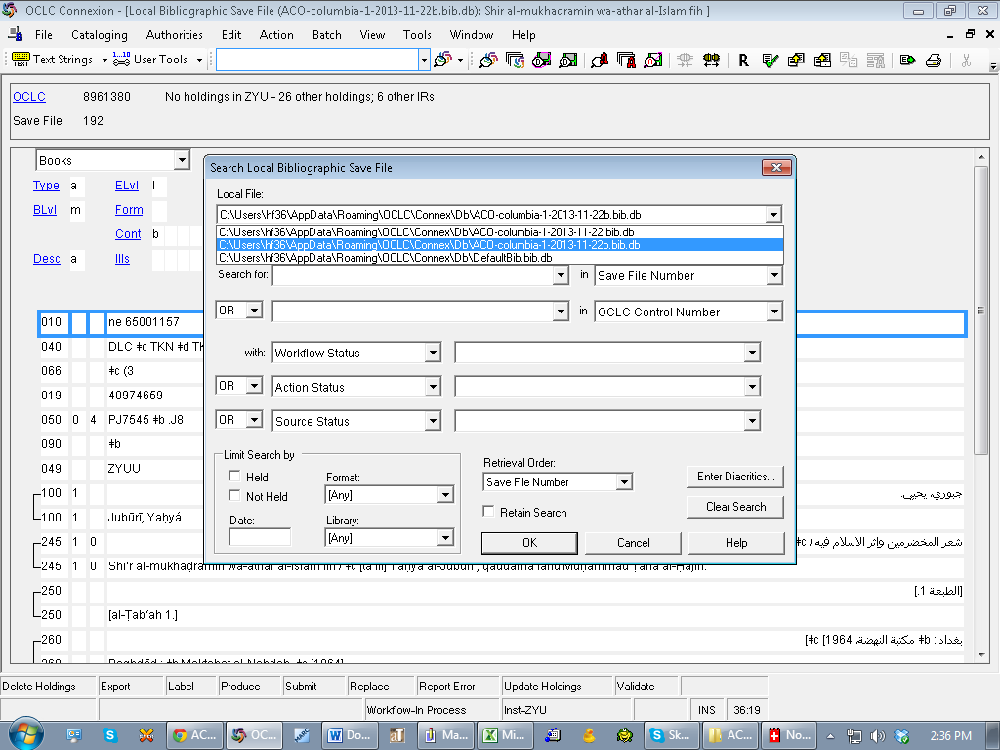 OCLC Connexion - [Local Bibliographic Save File (ACO-columbia-1-2013-11-22b.bib.db): Shir al-mukhadramin wa-athar al-Islam fih ]
File Cataloging Authorities Edit Action Batch View Tools Window Help
Text Strings User Tools R
OCLC 8961380 No holdings in ZYU - 26 other holdings; 6 other IRs
Save File 192
Books
Type a ELvl I
BLvl m Form
Cont b
Desc a Ills
Search Local Bibliographic Save File
Local File:
C:\Users\hf36\AppData\Roaming\OCLC\Connex\Db\ACO-columbia-1-2013-11-22b.bib.db
C:\Users\hf36\AppData\Roaming\OCLC\Connex\Db\ACO-columbia-1-2013-11-22.bib.db
C:\Users\hf36\AppData\Roaming\OCLC\Connex\Db\ACO-columbia-1-2013-11-22b.bib.db
C:\Users\hf36\AppData\Roaming\OCLC\Connex\Db\DefaultBib.bib.db
Search for: in Save File Number
OR in OCLC Control Number
with: Workflow Status
OR Action Status
OR Source Status
Limit Search by
Held
Not Held
Format:
[Any]
Date:
Library:
[Any]
Retrieval Order:
Save File Number
Retain Search
Enter Diacritics...
Clear Search
OK Cancel Help
010 ne 65001157
040 DLC ǂc TKN ǂd
066 ǂc (3
019 40974659
050 0 4 PJ7545 ǂb .J8
090 ǂb
049 ZYUU
100 1 جبوري، يحيى.
100 1 Jubūrī, Yaḥyá.
245 1 0 شعر المخضرمين واثر الاسلام فيه / ǂc
245 1 0 Shiʻr al-mukhaḍramīn wa-athar al-Islām fīh / ǂc [taʼlīf] Yaḥyá al-Jubūrī ; qaddama lahu Muḥammad Ṭāhā al-Ḥājirī.
250 [الطبعة 1.]
250 [al-Ṭabʻah 1.]
260 بغداد : ǂb مكتبة النهضة، ǂc [1964]
260 Baghdād : ǂb Maktabat al-Nahḍah, ǂc [1964]
Delete Holdings- Export- Label- Produce- Submit- Replace- Report Error- Update Holdings- Validate-
Workflow-In Process Inst-ZYU INS 36:19
AC... OC... Do... Ma... Mi... Sk... AC... No... 2:36 PM